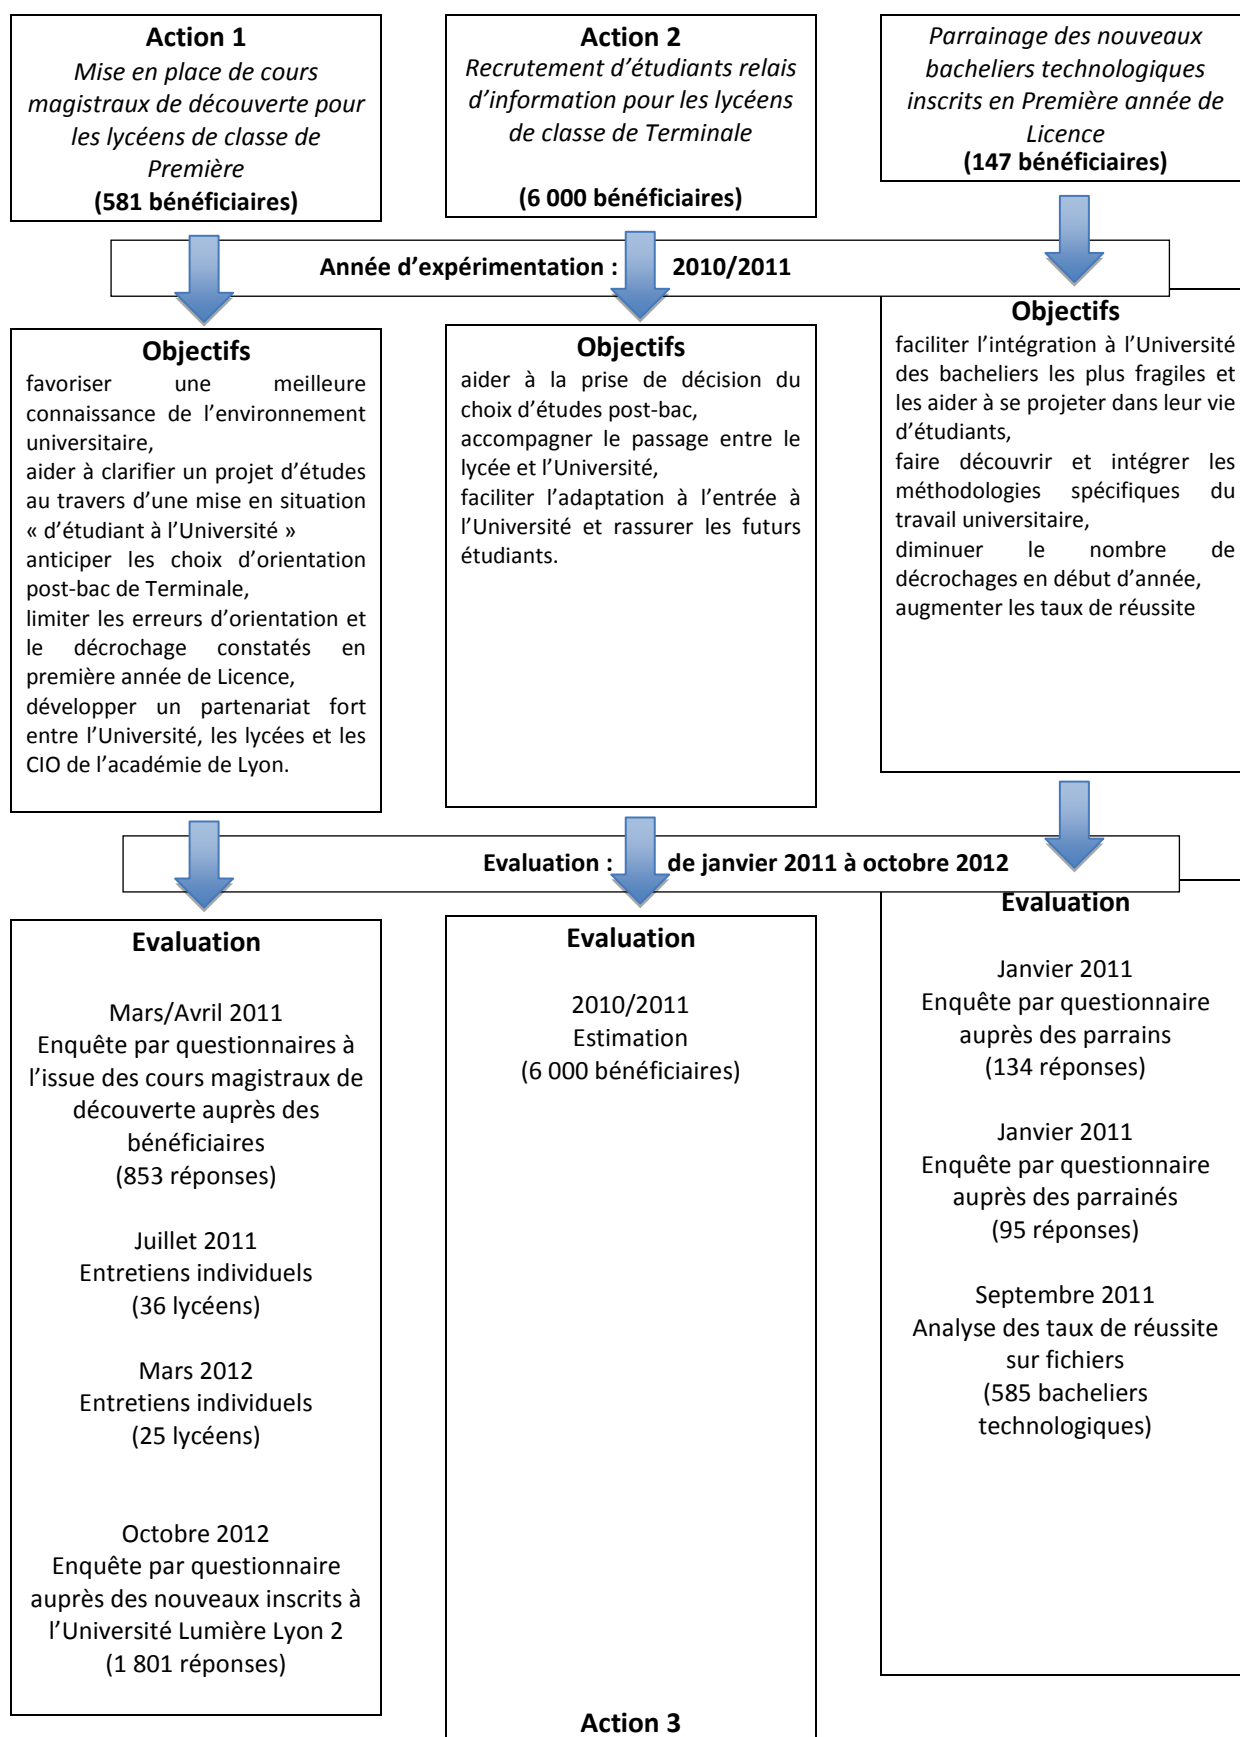 Action 1
Mise en place de cours
magistraux de découverte pour
les lycéens de classe de
Première
(581 bénéficiaires)
Action 2
Recrutement d’étudiants relais
d’information pour les lycéens
de classe de Terminale
(6 000 bénéficiaires)
Parrainage des nouveaux
bacheliers technologiques
inscrits en Première année de
Licence
(147 bénéficiaires)
Année d’expérimentation : 2010/2011
Objectifs
favoriser une meilleure
connaissance de l’environnement
universitaire,
aider à clarifier un projet d’études
au travers d’une mise en situation
« d’étudiant à l’Université »
anticiper les choix d’orientation
post-bac de Terminale,
limiter les erreurs d’orientation et
le décrochage constatés en
première année de Licence,
développer un partenariat fort
entre l’Université, les lycées et les
CIO de l’académie de Lyon.
Objectifs
aider à la prise de décision du
choix d’études post-bac,
accompagner le passage entre le
lycée et l’Université,
faciliter l’adaptation à l’entrée à
l’Université et rassurer les futurs
étudiants.
Objectifs
faciliter l’intégration à l’Université
des bacheliers les plus fragiles et
les aider à se projeter dans leur vie
d’étudiants,
faire découvrir et intégrer les
méthodologies spécifiques du
travail universitaire,
diminuer le nombre de
décrochages en début d’année,
augmenter les taux de réussite
Evaluation : de janvier 2011 à octobre 2012
Evaluation
Mars/Avril 2011
Enquête par questionnaires à
l’issue des cours magistraux de
découverte auprès des
bénéficiaires
(853 réponses)
Juillet 2011
Entretiens individuels
(36 lycéens)
Mars 2012
Entretiens individuels
(25 lycéens)
Octobre 2012
Enquête par questionnaire
auprès des nouveaux inscrits à
l’Université Lumière Lyon 2
(1 801 réponses)
Evaluation
2010/2011
Estimation
(6 000 bénéficiaires)
Action 3
Evaluation
Janvier 2011
Enquête par questionnaire
auprès des parrains
(134 réponses)
Janvier 2011
Enquête par questionnaire
auprès des parrainés
(95 réponses)
Septembre 2011
Analyse des taux de réussite
sur fichiers
(585 bacheliers
technologiques)